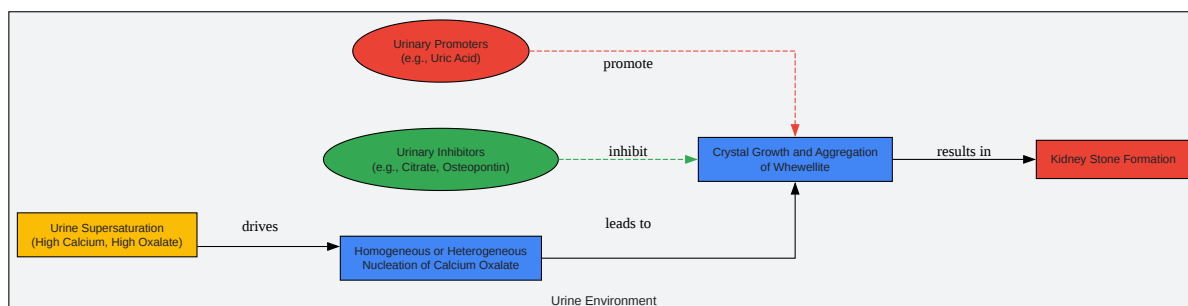 Urinary Promoters
(e.g., Uric Acid)
promote
Urinary Inhibitors
(e.g., Citrate, Osteopontin)
inhibit
Crystal Growth and Aggregation
of Whewellite
results in
Kidney Stone Formation
Urine Supersaturation
(High Calcium, High Oxalate)
drives
Homogeneous or Heterogeneous
Nucleation of Calcium Oxalate
leads to
Urine Environment